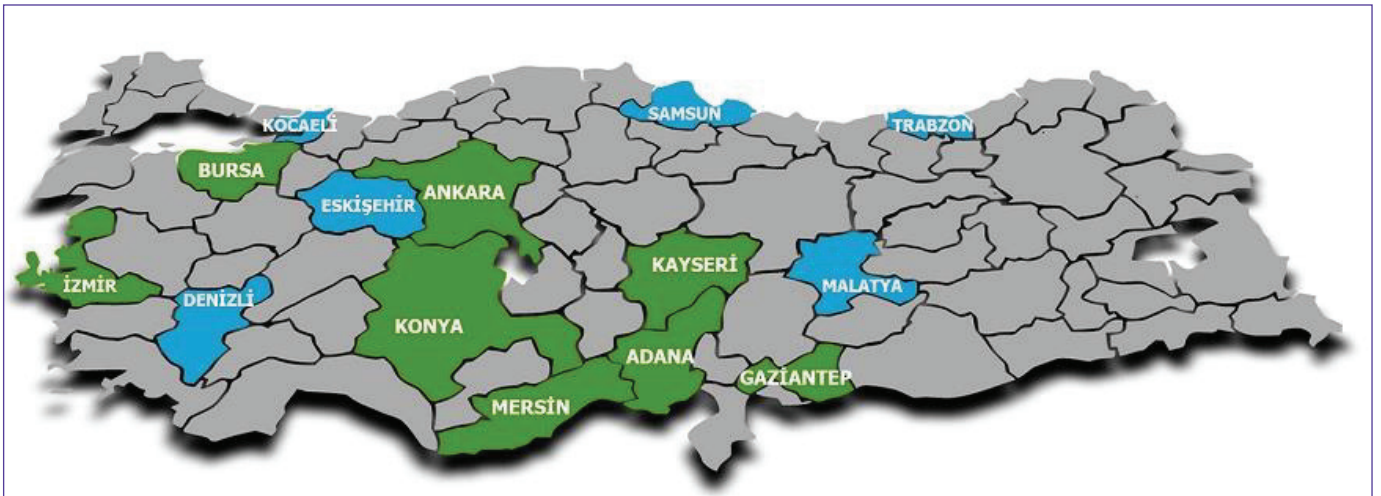 SAMSUN
KOCAELİ
TRABZON
BURSA
ANKARA
ESKİŞEHİR
KAYSERİ
İZMİR
MALATYA
DENİZLİ
KONYA
ADANA
GAZİANTEP
MERSİN